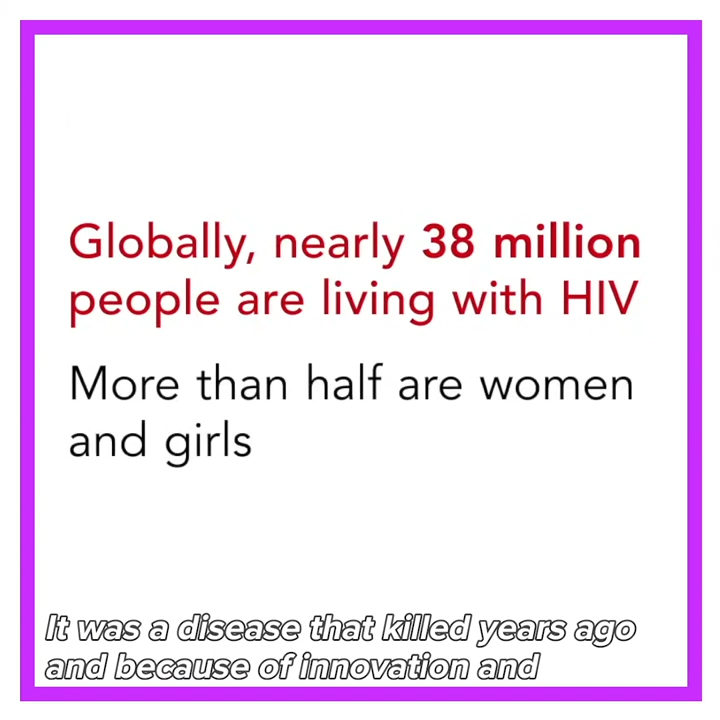 Globally, nearly 38 million
people are living with HIV
More than half are women
and girls
It was a disease that killed years ago
and because of innovation and